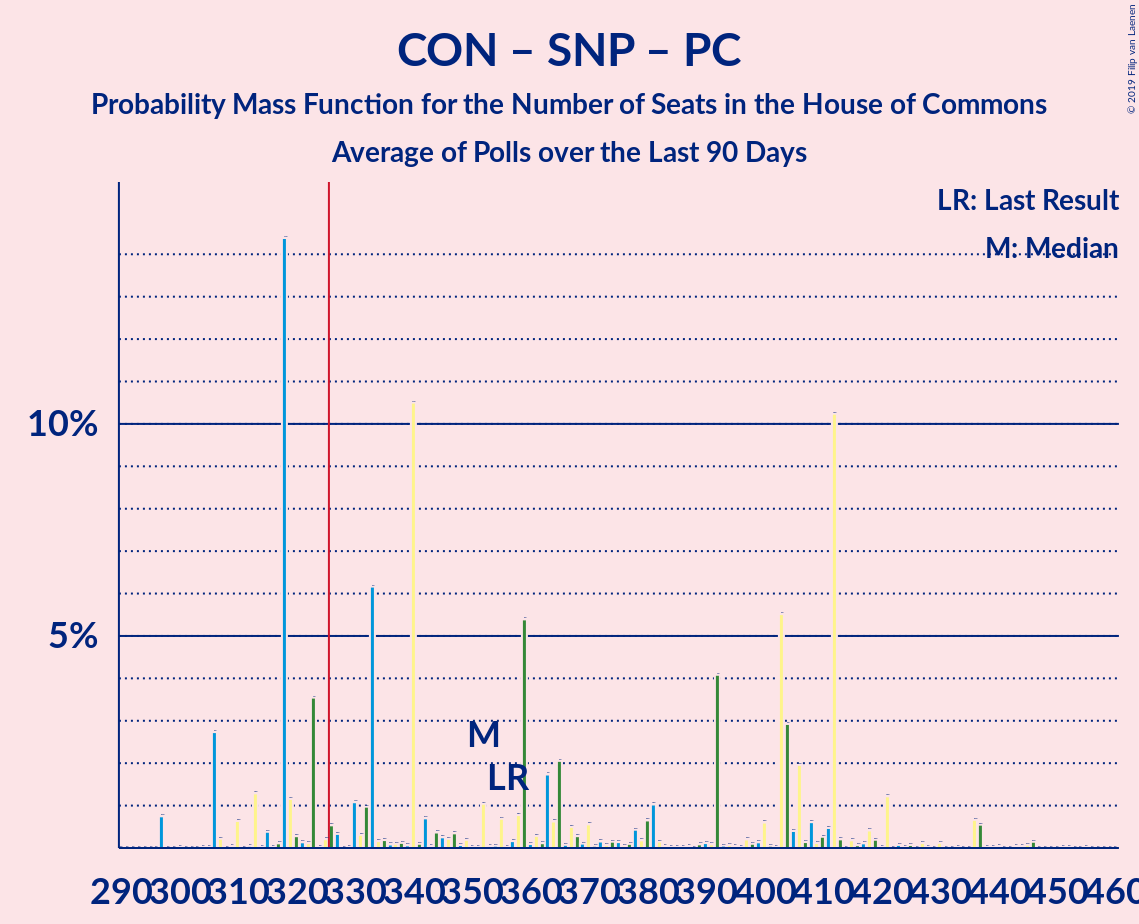 CON – SNP – PC
Probability Mass Function for the Number of Seats in the House of Commons
Average of Polls over the Last 90 Days
© 2019 Filip van Laenen
LR: Last Result
M: Median
10%
5%
M
LR
290 300 310 320 330 340 350 360 370 380 390 400 410 420 430 440 450 460